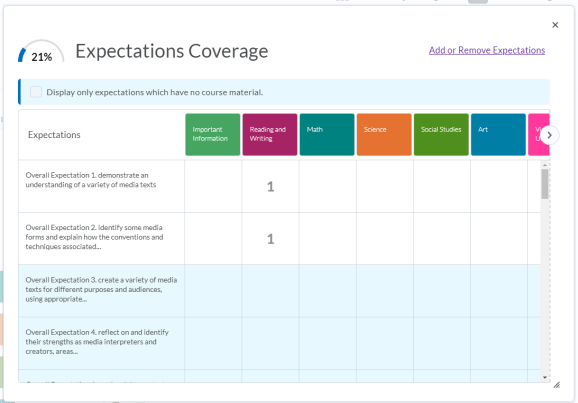 21%
Expectations Coverage
Add or Remove Expectations
Display only expectations which have no course material.
Expectations
Important
Information
Reading and
Writing
Math
Science
Social Studies
Art
Overall Expectation 1. demonstrate an
understanding of a variety of media texts
1
Overall Expectation 2. identify some media
forms and explain how the conventions and
techniques associated...
1
Overall Expectation 3. create a variety of media
texts for different purposes and audiences,
using appropriate...
Overall Expectation 4. reflect on and identify
their strengths as media interpreters and
creators, areas...